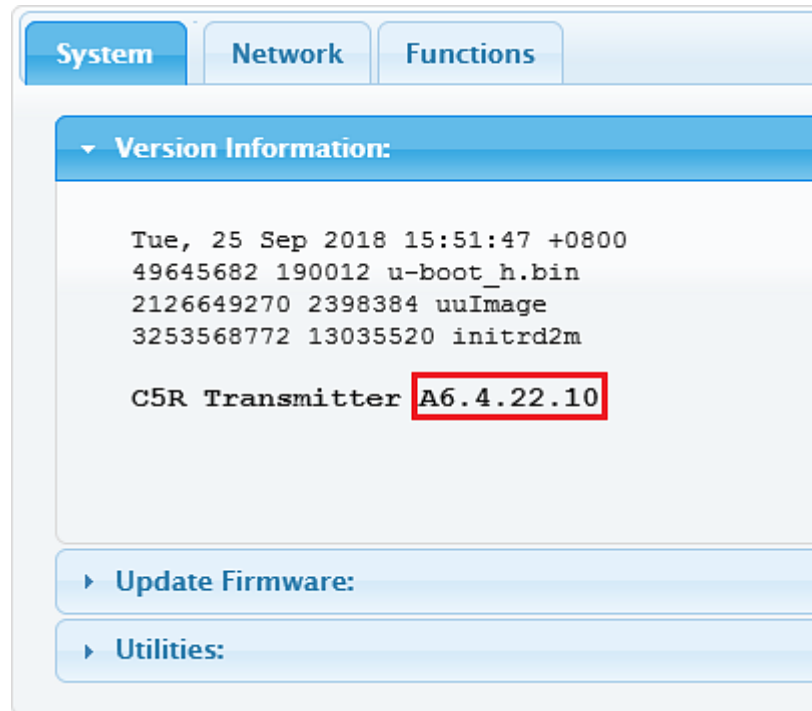 System Network Functions
Version Information:
Tue, 25 Sep 2018 15:51:47 +0800
49645682 190012 u-boot_h.bin
2126649270 2398384 uuImage
3253568772 13035520 initrd2m
C5R Transmitter A6.4.22.10
Update Firmware:
Utilities: